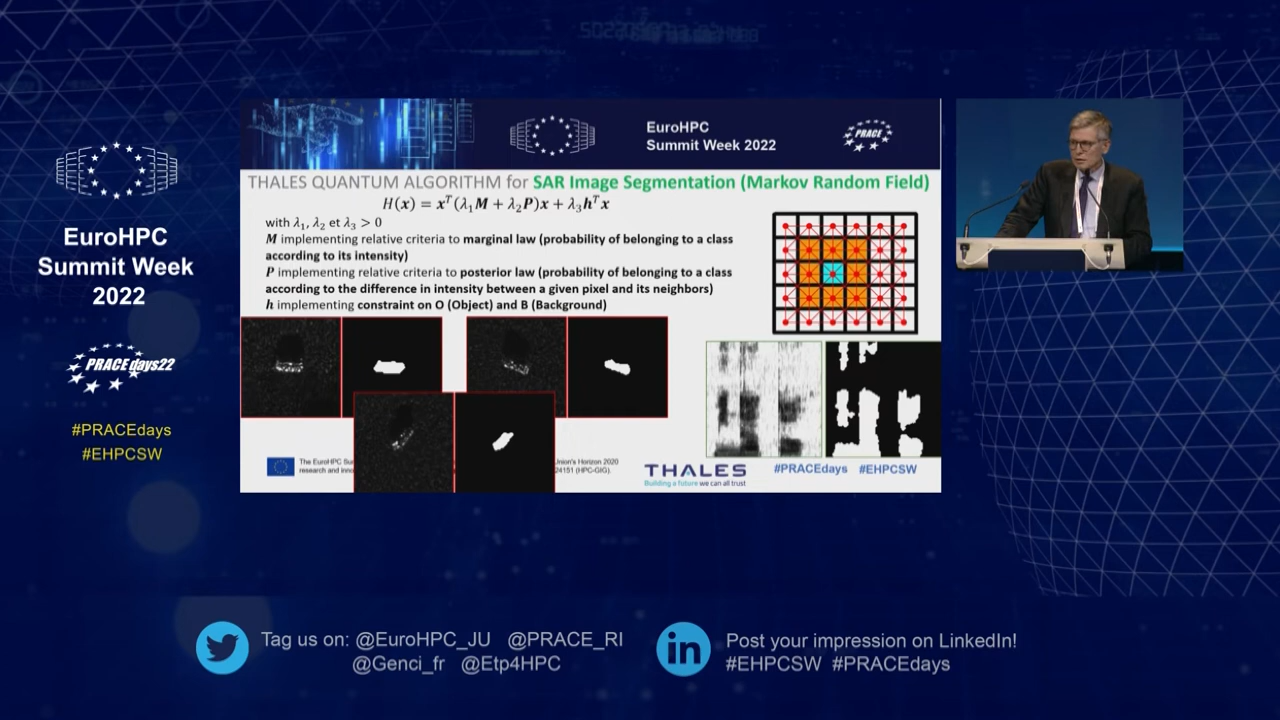 EuroHPC
Summit Week
2022
PRACEdays22
#PRACEdays
#EHPCSW
EuroHPC
Summit Week 2022
PRACE
THALES QUANTUM ALGORITHM for SAR Image Segmentation (Markov Random Field)
H(x) = xᵀ(λ₁M + λ₂P)x + λ₃hᵀx
with λ₁, λ₂ et λ₃ > 0
M implementing relative criteria to marginal law (probability of belonging to a class
according to its intensity)
P implementing relative criteria to posterior law (probability of belonging to a class
according to the difference in intensity between a given pixel and its neighbors)
h implementing constraint on O (Object) and B (Background)
The EuroHPC
research and
Union's Horizon 2020
(HPC-GIG).
THALES
Building a future we can all trust
#PRACEdays #EHPCSW
Tag us on: @EuroHPC_JU @PRACE_RI
@Genci_fr @Etp4HPC
in
Post your impression on LinkedIn!
#EHPCSW #PRACEdays